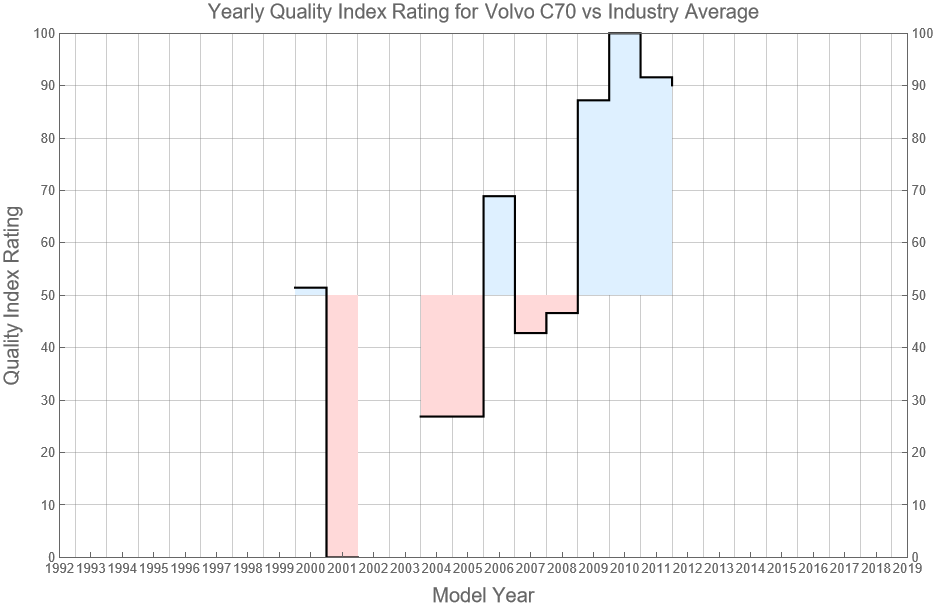 Yearly Quality Index Rating for Volvo C70 vs Industry Average
100 100
90 90
80 80
70 70
60 60
50 50
40 40
30 30
20 20
10 10
0 0
Quality Index Rating
1992 1993 1994 1995 1996 1997 1998 1999 2000 2001 2002 2003 2004 2005 2006 2007 2008 2009 2010 2011 2012 2014 2015 2016 2017 2018 2019
Model Year